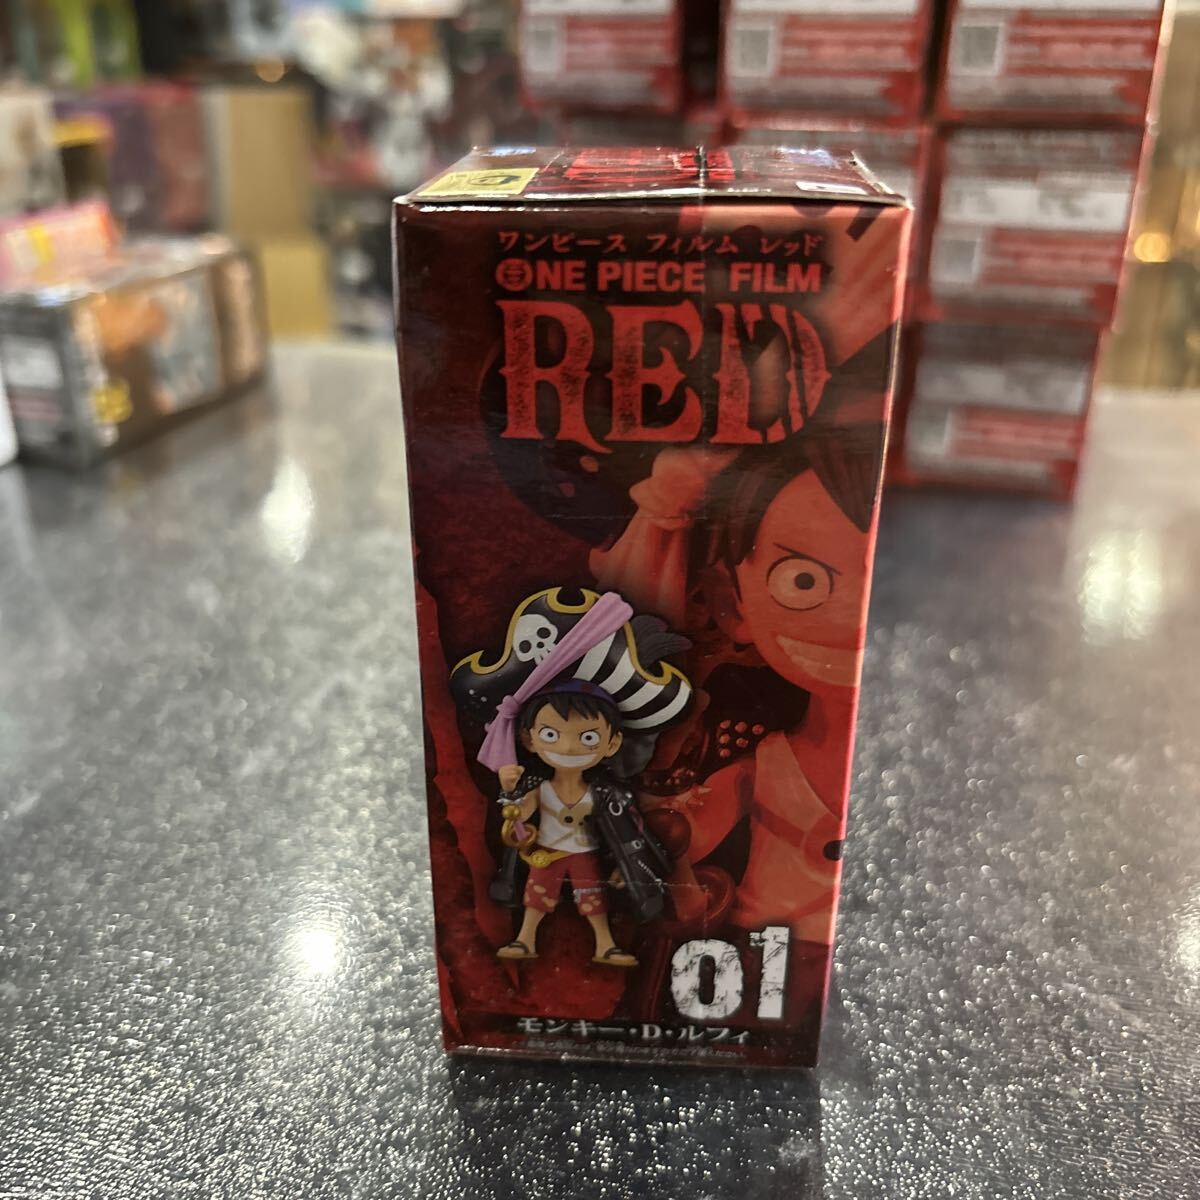 ワンピース フィルム レッド
ONE PIECE FILM
RED
01
モンキー・D・ルフィ